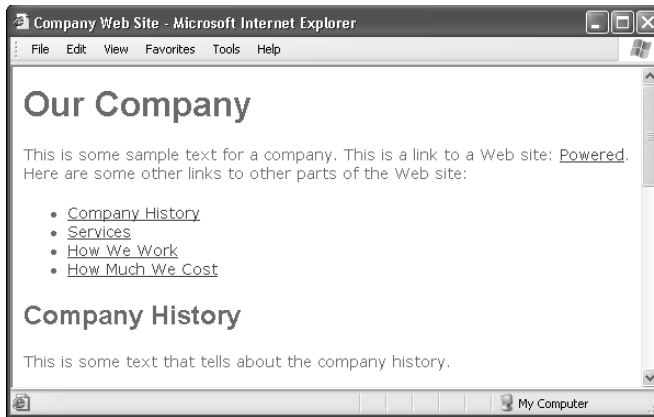 Company Web Site - Microsoft Internet Explorer
File Edit View Favorites Tools Help
Our Company
This is some sample text for a company. This is a link to a Web site: Powered.
Here are some other links to other parts of the Web site:
Company History
Services
How We Work
How Much We Cost
Company History
This is some text that tells about the company history.
My Computer